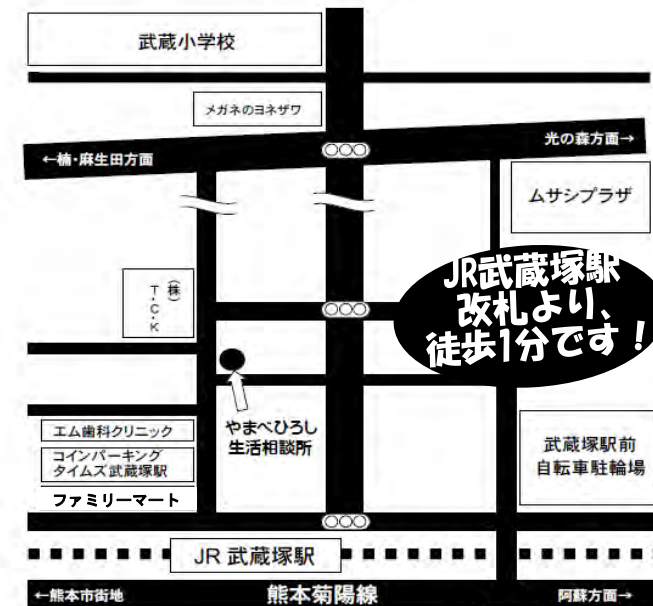 武蔵小学校
メガネのヨネザワ
←楠・麻生田方面
光の森方面→
ムサシプラザ
(株)
T・C・K
JR武蔵塚駅
改札より、
徒歩1分です！
やまべひろし
生活相談所
エム歯科クリニック
コインパーキング
タイムズ武蔵塚駅
ファミリーマート
武蔵塚駅前
自転車駐輪場
JR 武蔵塚駅
←熊本市街地
熊本菊陽線
阿蘇方面→